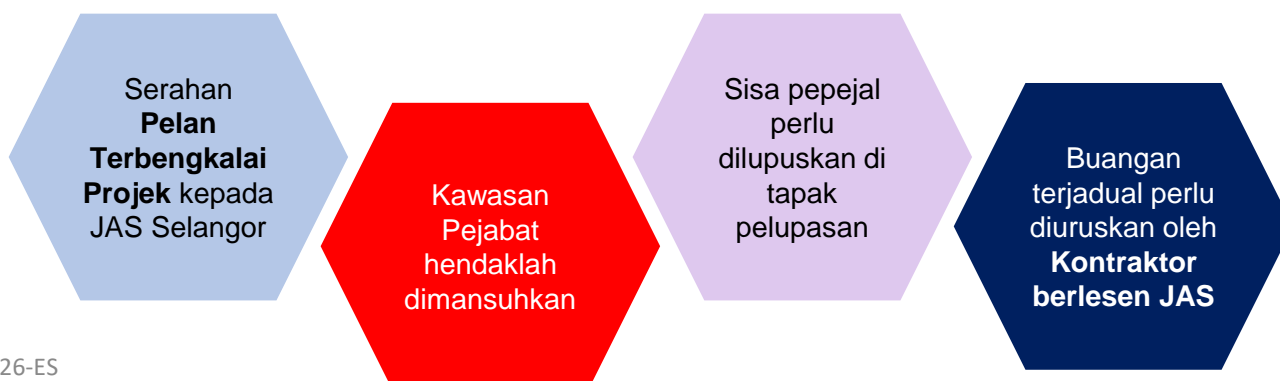 Serahan
Pelan
Terbengkalai
Projek kepada
JAS Selangor
Kawasan
Pejabat
hendaklah
dimansuhkan
Sisa pepejal
perlu
dilupuskan di
tapak
pelupasan
Buangan
terjadual perlu
diuruskan oleh
Kontraktor
berlesen JAS
26-ES